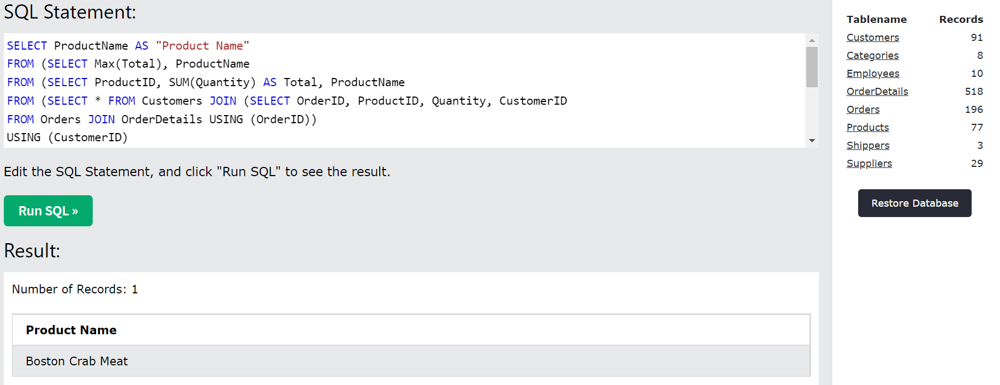 SQL Statement:
SELECT ProductName AS "Product Name"
FROM (SELECT Max(Total), ProductName
FROM (SELECT ProductID, SUM(Quantity) AS Total, ProductName
FROM (SELECT * FROM Customers JOIN (SELECT OrderID, ProductID, Quantity, CustomerID
FROM Orders JOIN OrderDetails USING (OrderID))
USING (CustomerID)
Edit the SQL Statement, and click "Run SQL" to see the result.
Run SQL »
Result:
Number of Records: 1
Product Name
Boston Crab Meat
Tablename Records
Customers 91
Categories 8
Employees 10
OrderDetails 518
Orders 196
Products 77
Shippers 3
Suppliers 29
Restore Database